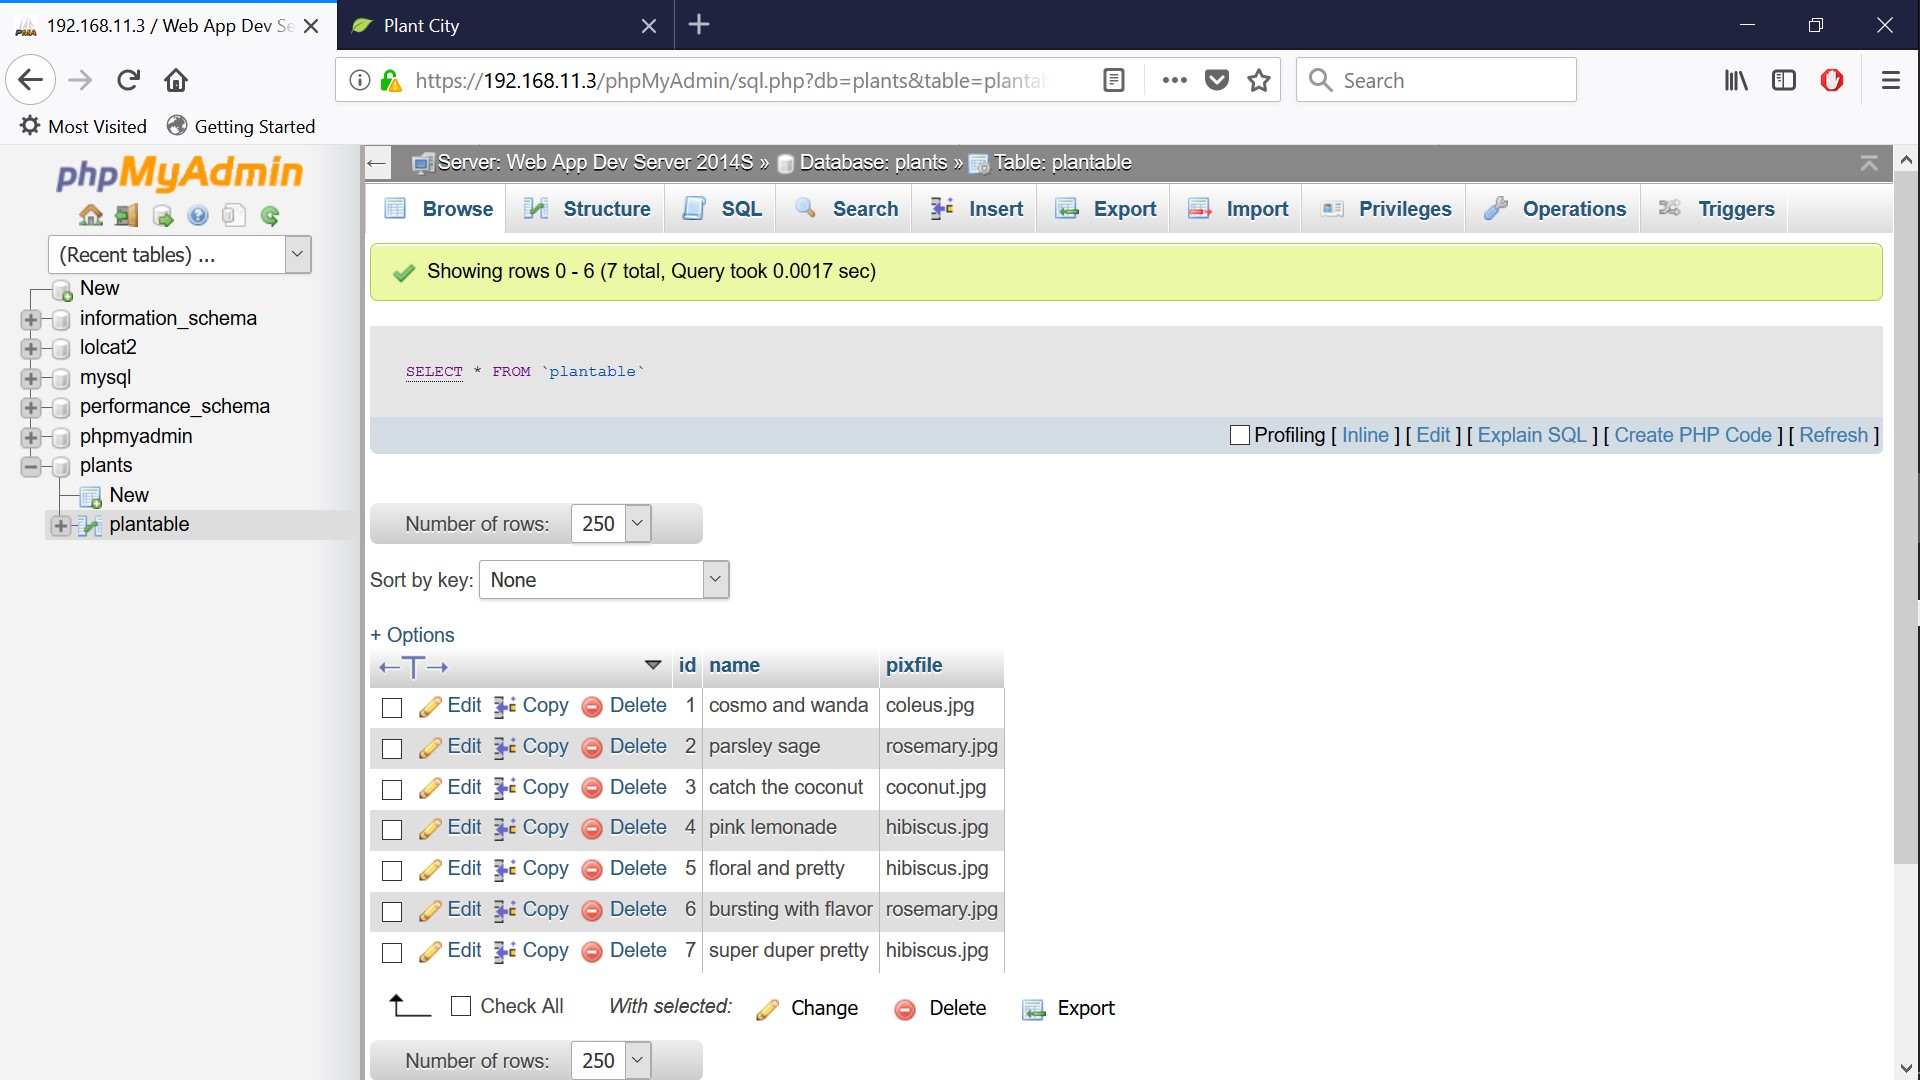 192.168.11.3 / Web App Dev Se
Plant City
https://192.168.11.3/phpMyAdmin/sql.php?db=plants&table=planta
Search
Most Visited
Getting Started
phpMyAdmin
(Recent tables) ...
New
information_schema
lolcat2
mysql
performance_schema
phpmyadmin
plants
New
plantable
Server: Web App Dev Server 2014S » Database: plants » Table: plantable
Browse Structure SQL Search Insert Export Import Privileges Operations Triggers
Showing rows 0 - 6 (7 total, Query took 0.0017 sec)
SELECT * FROM `plantable`
Profiling [ Inline ] [ Edit ] [ Explain SQL ] [ Create PHP Code ] [ Refresh ]
Number of rows: 250
Sort by key: None
+ Options
←T→ id name pixfile
Edit Copy Delete 1 cosmo and wanda coleus.jpg
Edit Copy Delete 2 parsley sage rosemary.jpg
Edit Copy Delete 3 catch the coconut coconut.jpg
Edit Copy Delete 4 pink lemonade hibiscus.jpg
Edit Copy Delete 5 floral and pretty hibiscus.jpg
Edit Copy Delete 6 bursting with flavor rosemary.jpg
Edit Copy Delete 7 super duper pretty hibiscus.jpg
Check All With selected: Change Delete Export
Number of rows: 250